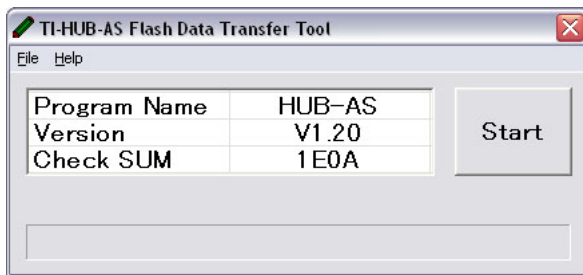 TI-HUB-AS Flash Data Transfer Tool
File Help
Program Name HUB-AS
Version V1.20
Check SUM 1E0A
Start